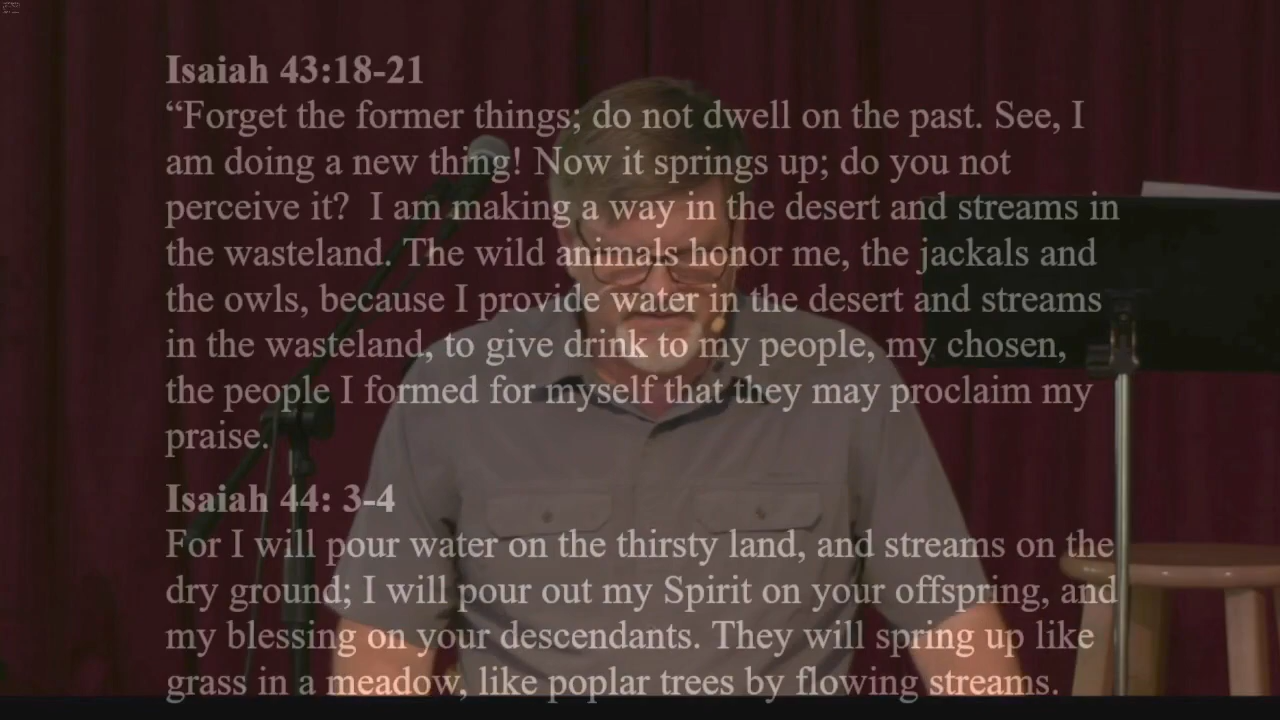 Isaiah 43:18-21
“Forget the former things; do not dwell on the past. See, I
am doing a new thing! Now it springs up; do you not
perceive it?  I am making a way in the desert and streams in
the wasteland. The wild animals honor me, the jackals and
the owls, because I provide water in the desert and streams
in the wasteland, to give drink to my people, my chosen,
the people I formed for myself that they may proclaim my
praise.
Isaiah 44: 3-4
For I will pour water on the thirsty land, and streams on the
dry ground; I will pour out my Spirit on your offspring, and
my blessing on your descendants. They will spring up like
grass in a meadow, like poplar trees by flowing streams.